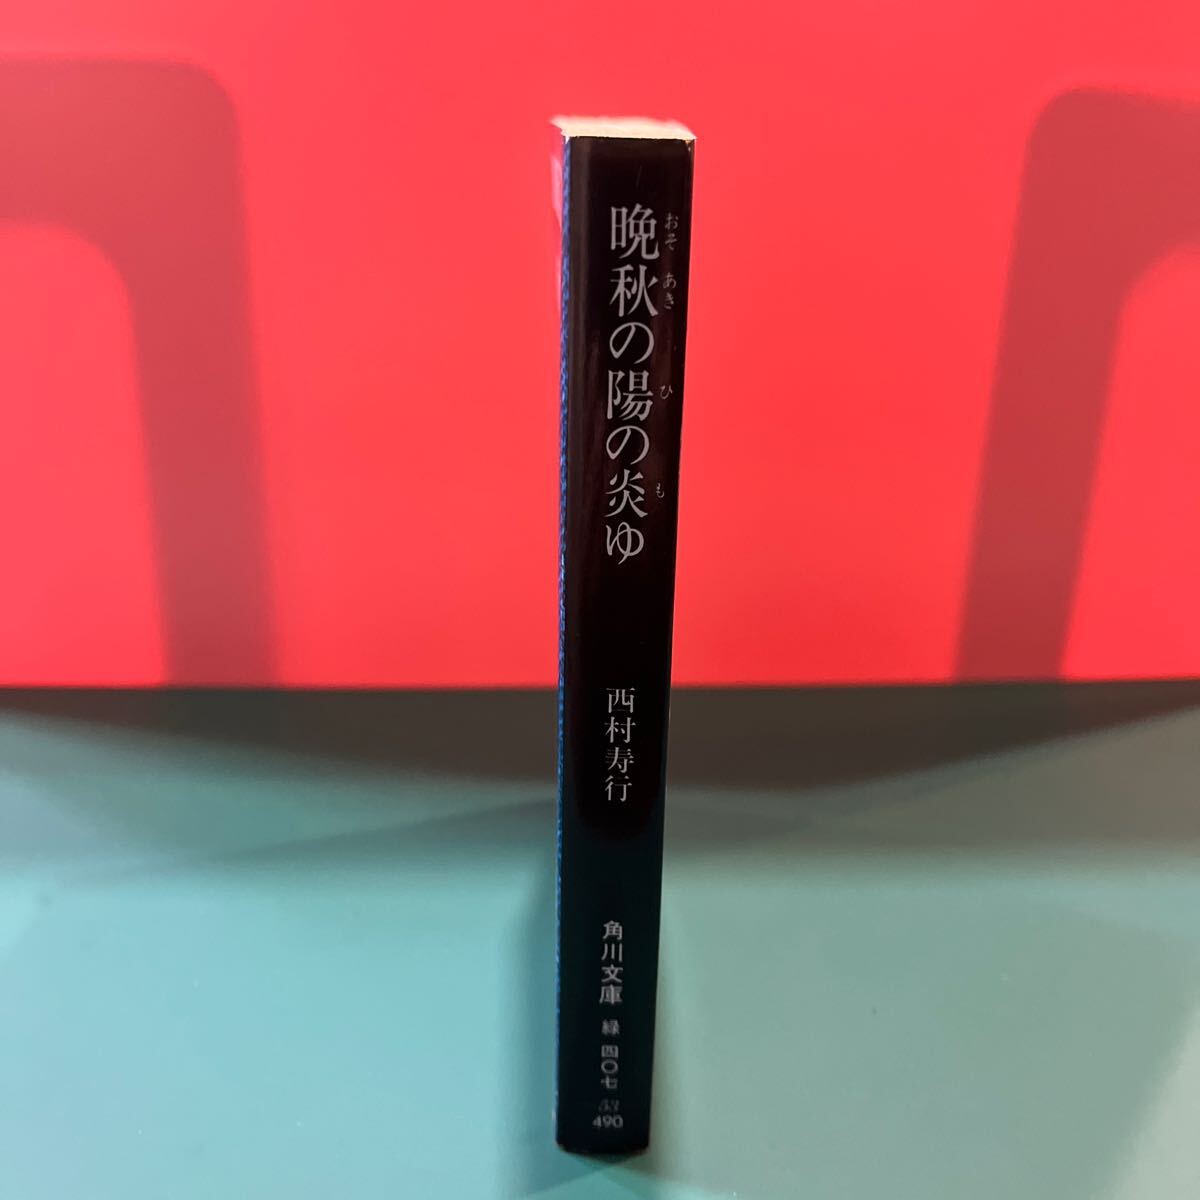 晩秋の陽の炎ゆ
おそ あき ひ も
西村寿行
角川文庫
緑 四〇七
53
490